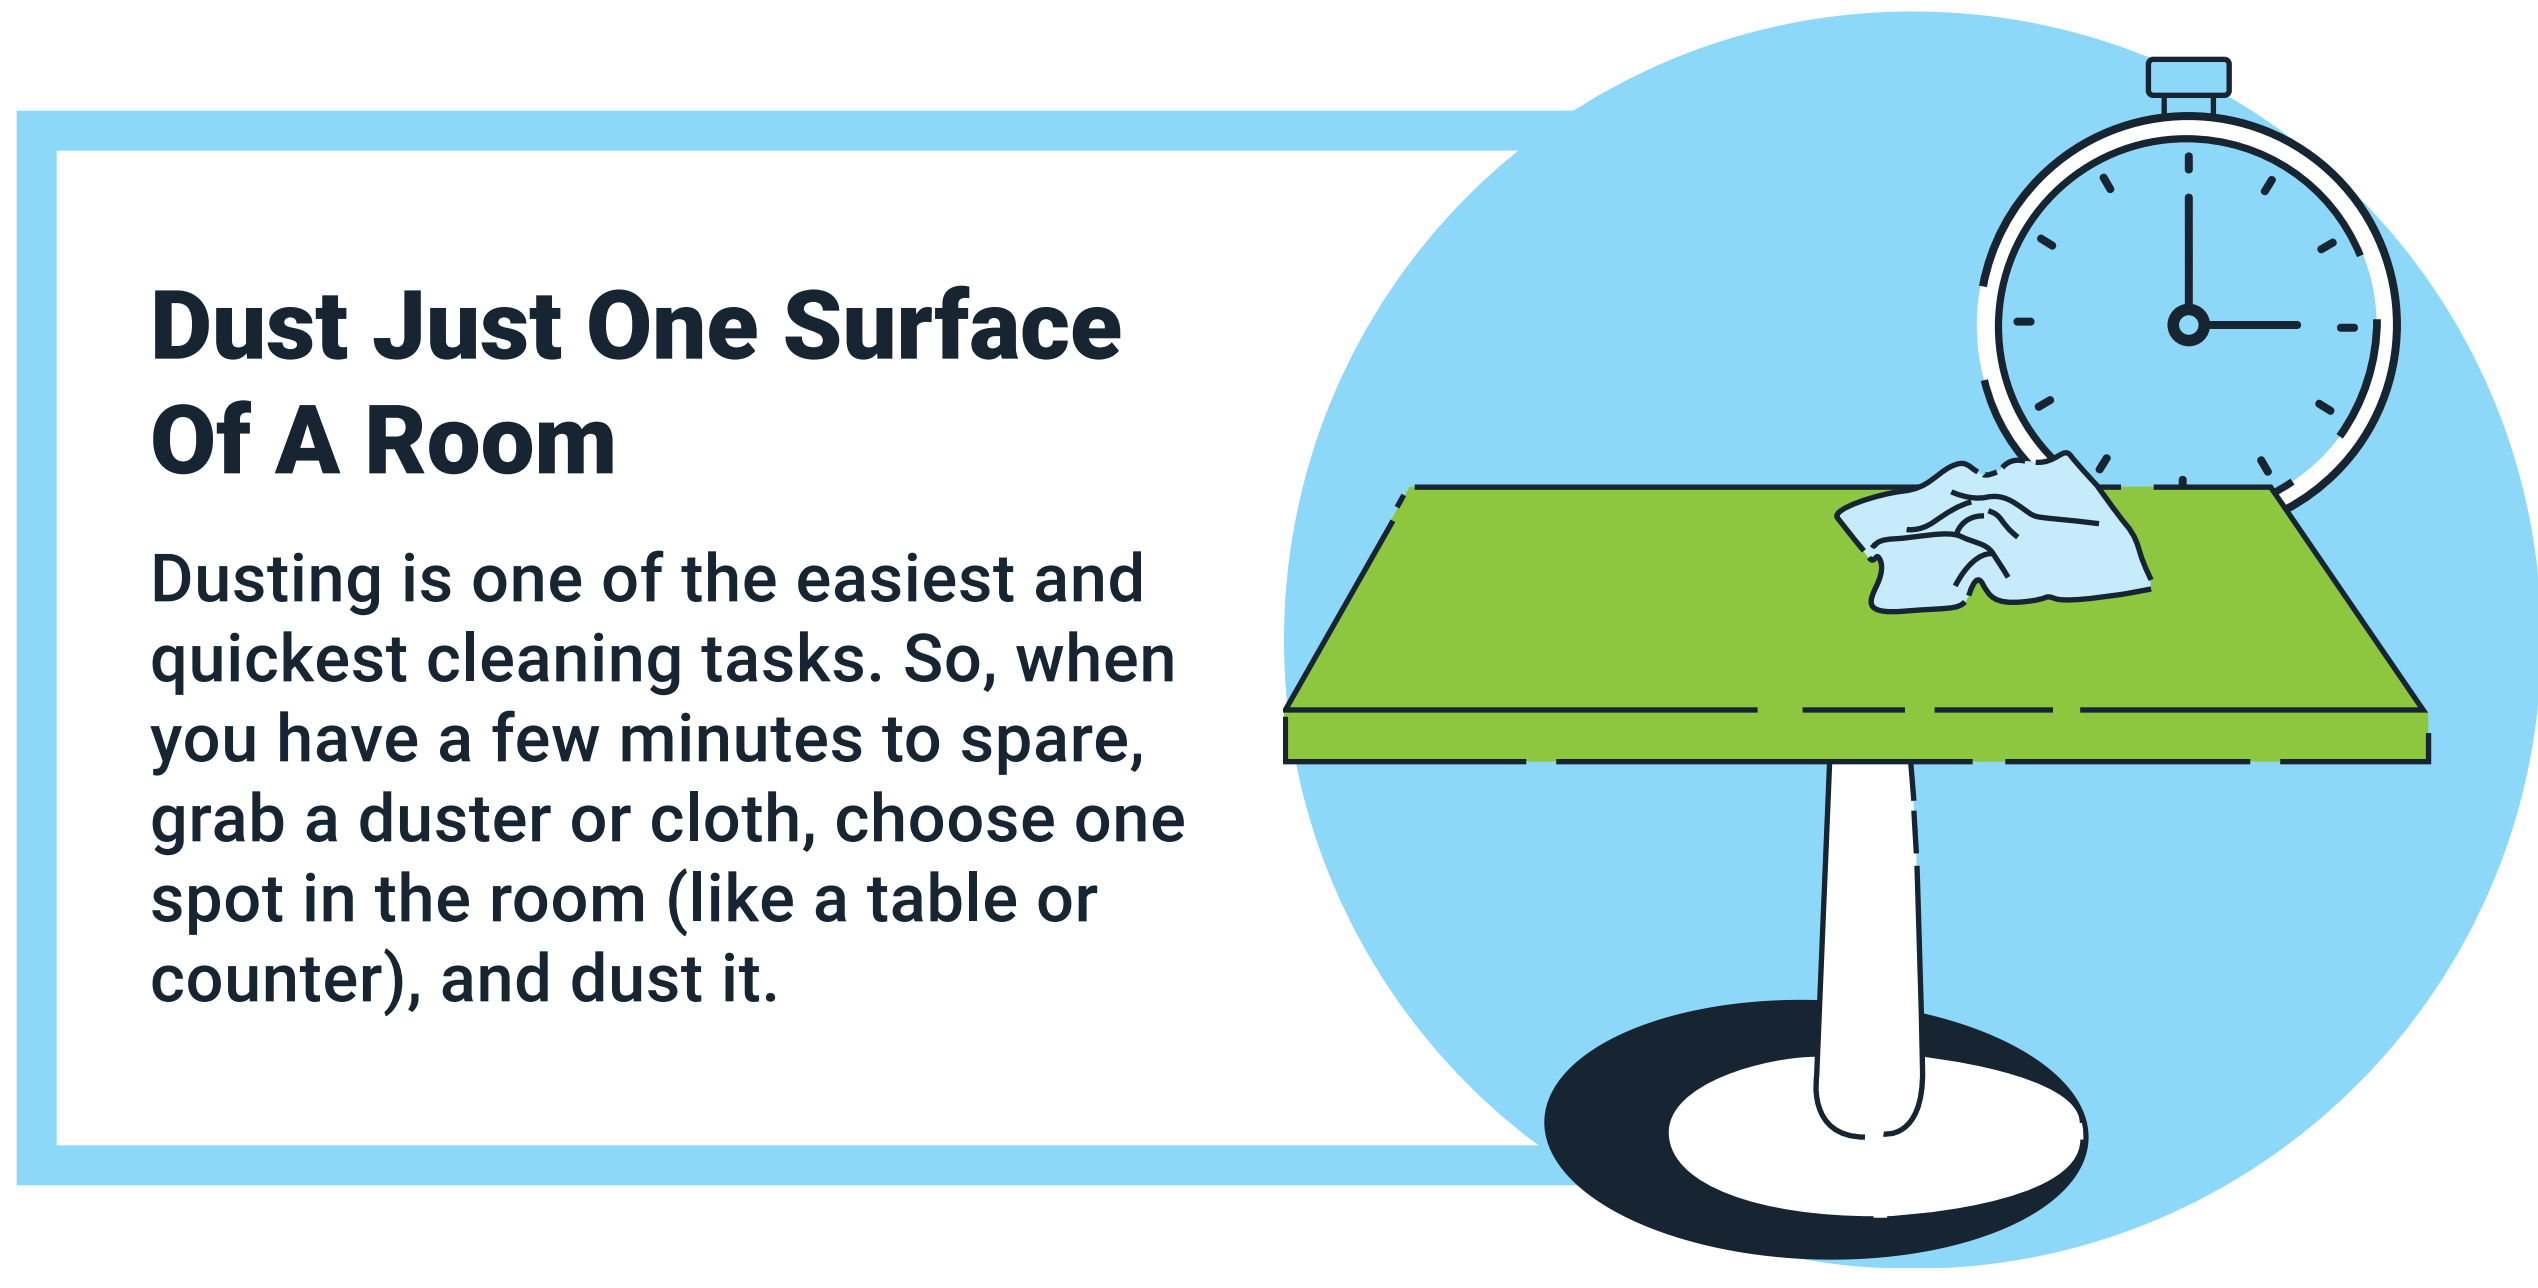 Dust Just One Surface
Of A Room
Dusting is one of the easiest and
quickest cleaning tasks. So, when
you have a few minutes to spare,
grab a duster or cloth, choose one
spot in the room (like a table or
counter), and dust it.